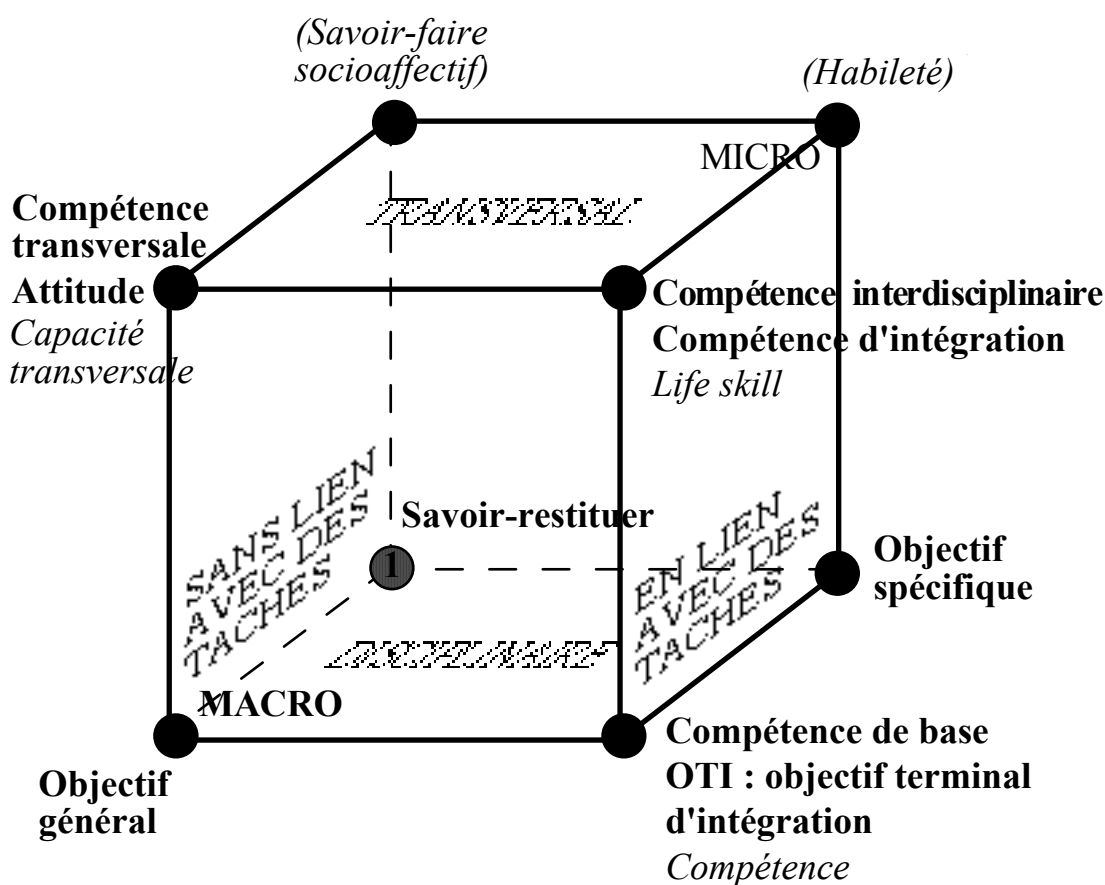 (Savoir-faire
socioaffectif)
(Habileté)
MICRO
TRANSVERSAL
Compétence
transversale
Attitude
Capacité
transversale
Compétence interdisciplinaire
Compétence d'intégration
Life skill
SANS LIEN
AVEC DES
TACHES
Savoir-restituer
1
EN LIEN
AVEC DES
TACHES
Objectif
spécifique
DISCIPLINAIRE
MACRO
Objectif
général
Compétence de base
OTI : objectif terminal
d'intégration
Compétence